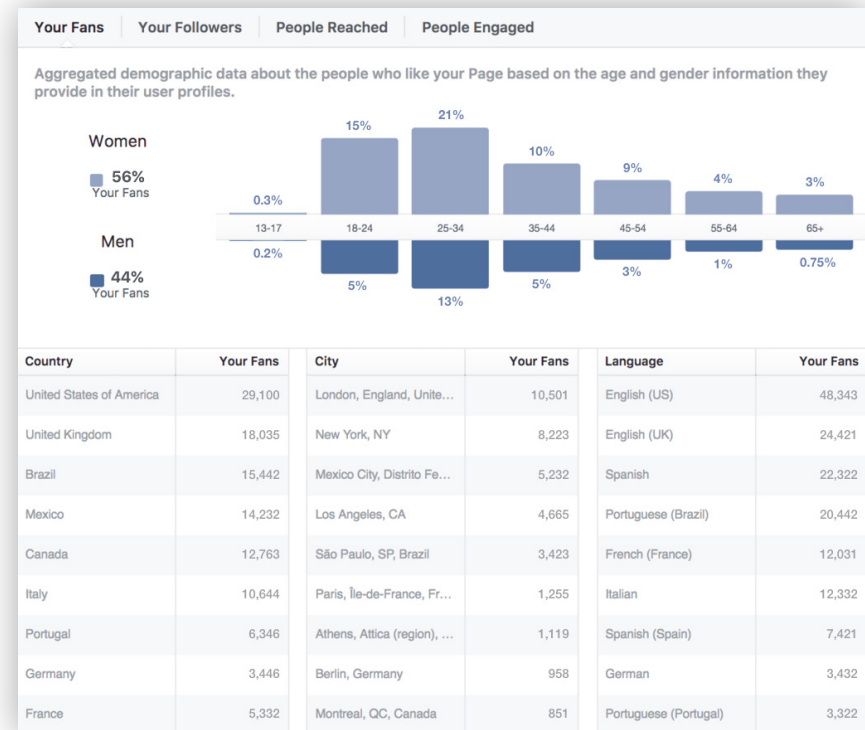 Your Fans Your Followers People Reached People Engaged
Aggregated demographic data about the people who like your Page based on the age and gender information they
provide in their user profiles.
Women
56%
Your Fans
0.3% 15% 21% 10% 9% 4% 3%
13-17 18-24 25-34 35-44 45-54 55-64 65+
Men
44%
Your Fans
0.2% 5% 13% 5% 3% 1% 0.75%
Country Your Fans City Your Fans Language Your Fans
United States of America 29,100 London, England, Unite... 10,501 English (US) 48,343
United Kingdom 18,035 New York, NY 8,223 English (UK) 24,421
Brazil 15,442 Mexico City, Distrito Fe... 5,232 Spanish 22,322
Mexico 14,232 Los Angeles, CA 4,665 Portuguese (Brazil) 20,442
Canada 12,763 São Paulo, SP, Brazil 3,423 French (France) 12,031
Italy 10,644 Paris, Île-de-France, Fr... 1,255 Italian 12,332
Portugal 6,346 Athens, Attica (region), ... 1,119 Spanish (Spain) 7,421
Germany 3,446 Berlin, Germany 958 German 3,432
France 5,332 Montreal, QC, Canada 851 Portuguese (Portugal) 3,322